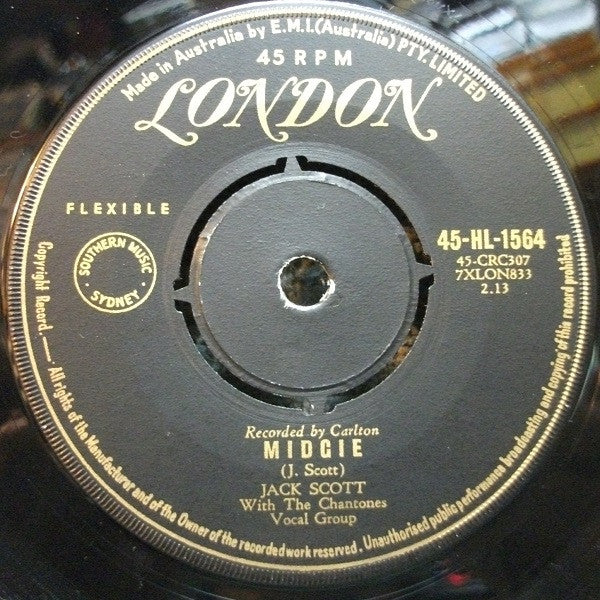 Made in Australia by E.M.I.(Australia) PTY. LIMITED
45 RPM
LONDON
FLEXIBLE
SOUTHERN MUSIC
SYDNEY
45-HL-1564
45-CRC307
7XLON833
2.13
Recorded by Carlton
MIDGIE
(J. Scott)
JACK SCOTT
With The Chantones
Vocal Group
Copyright Record. — All rights of the Manufacturer and of the Owner of the recorded work reserved. Unauthorised public performance broadcasting and copying of this record prohibited